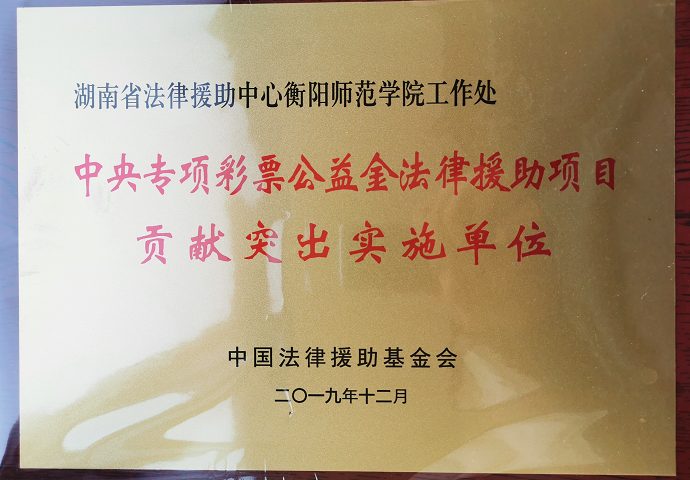 湖南省法律援助中心衡阳师范学院工作处
中央专项彩票公益金法律援助项目
贡献突出实施单位
中国法律援助基金会
二〇一九年十二月